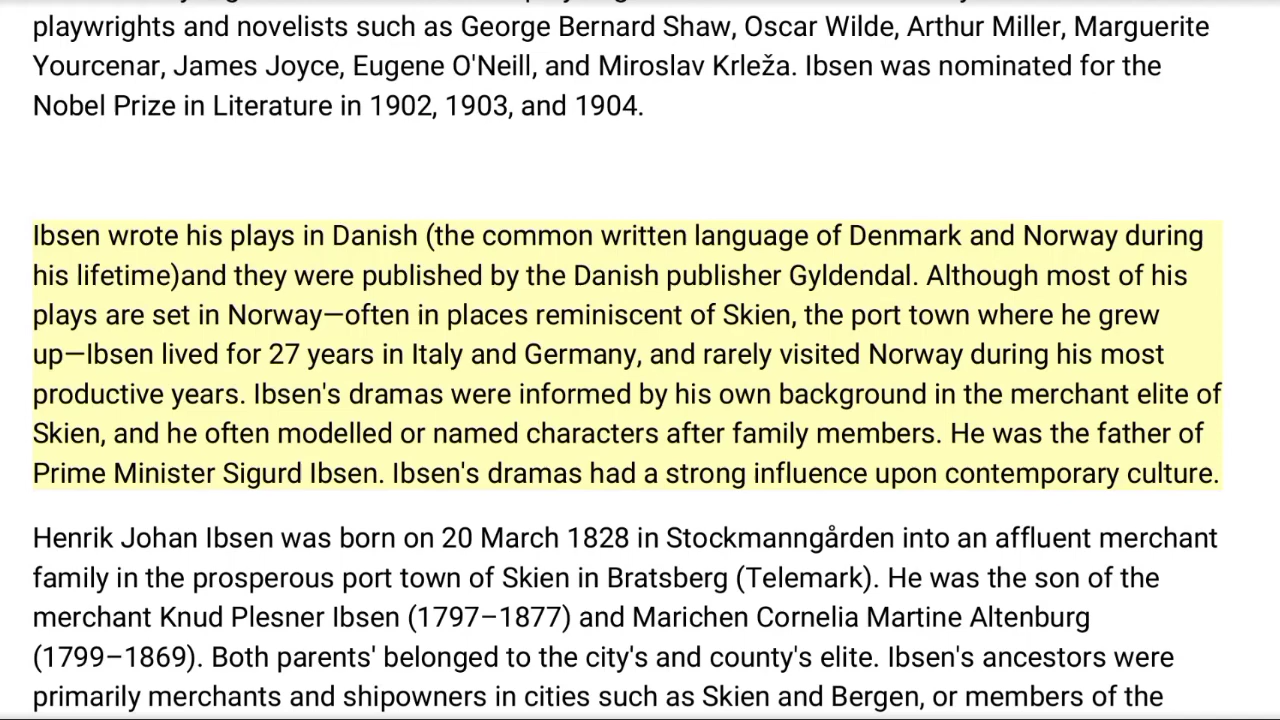 playwrights and novelists such as George Bernard Shaw, Oscar Wilde, Arthur Miller, Marguerite
Yourcenar, James Joyce, Eugene O'Neill, and Miroslav Krleža. Ibsen was nominated for the
Nobel Prize in Literature in 1902, 1903, and 1904.
Ibsen wrote his plays in Danish (the common written language of Denmark and Norway during
his lifetime)and they were published by the Danish publisher Gyldendal. Although most of his
plays are set in Norway—often in places reminiscent of Skien, the port town where he grew
up—Ibsen lived for 27 years in Italy and Germany, and rarely visited Norway during his most
productive years. Ibsen's dramas were informed by his own background in the merchant elite of
Skien, and he often modelled or named characters after family members. He was the father of
Prime Minister Sigurd Ibsen. Ibsen's dramas had a strong influence upon contemporary culture.
Henrik Johan Ibsen was born on 20 March 1828 in Stockmanngården into an affluent merchant
family in the prosperous port town of Skien in Bratsberg (Telemark). He was the son of the
merchant Knud Plesner Ibsen (1797–1877) and Marichen Cornelia Martine Altenburg
(1799–1869). Both parents' belonged to the city's and county's elite. Ibsen's ancestors were
primarily merchants and shipowners in cities such as Skien and Bergen, or members of the